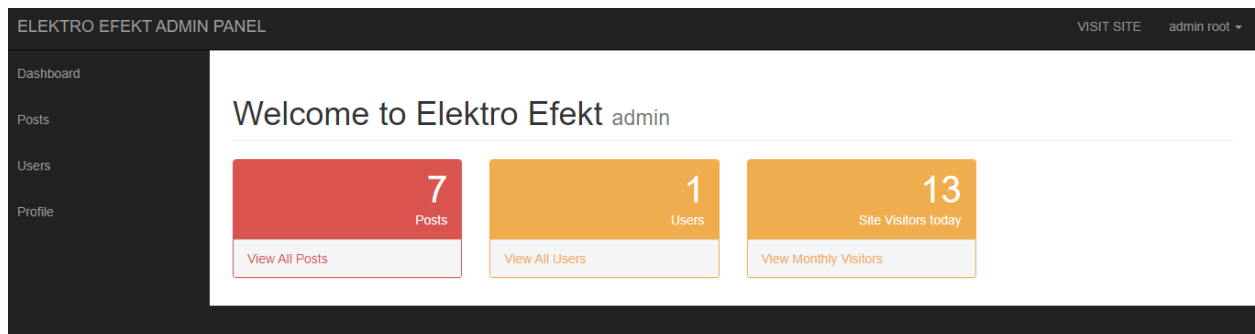 ELEKTRO EFEKT ADMIN PANEL
VISIT SITE
admin root
Dashboard
Posts
Users
Profile
Welcome to Elektro Efekt admin
7
Posts
View All Posts
1
Users
View All Users
13
Site Visitors today
View Monthly Visitors